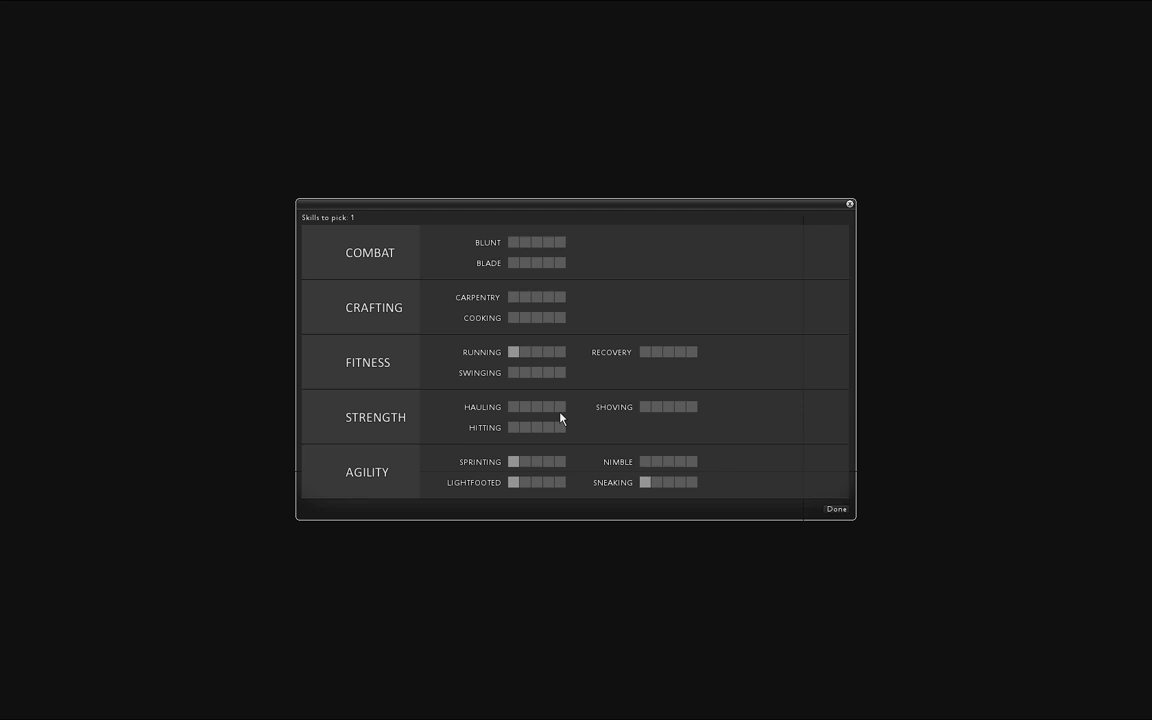 Skills to pick: 1
COMBAT
BLUNT
BLADE
CRAFTING
CARPENTRY
COOKING
FITNESS
RUNNING RECOVERY
SWINGING
STRENGTH
HAULING SHOVING
HITTING
AGILITY
SPRINTING NIMBLE
LIGHTFOOTED SNEAKING
Done